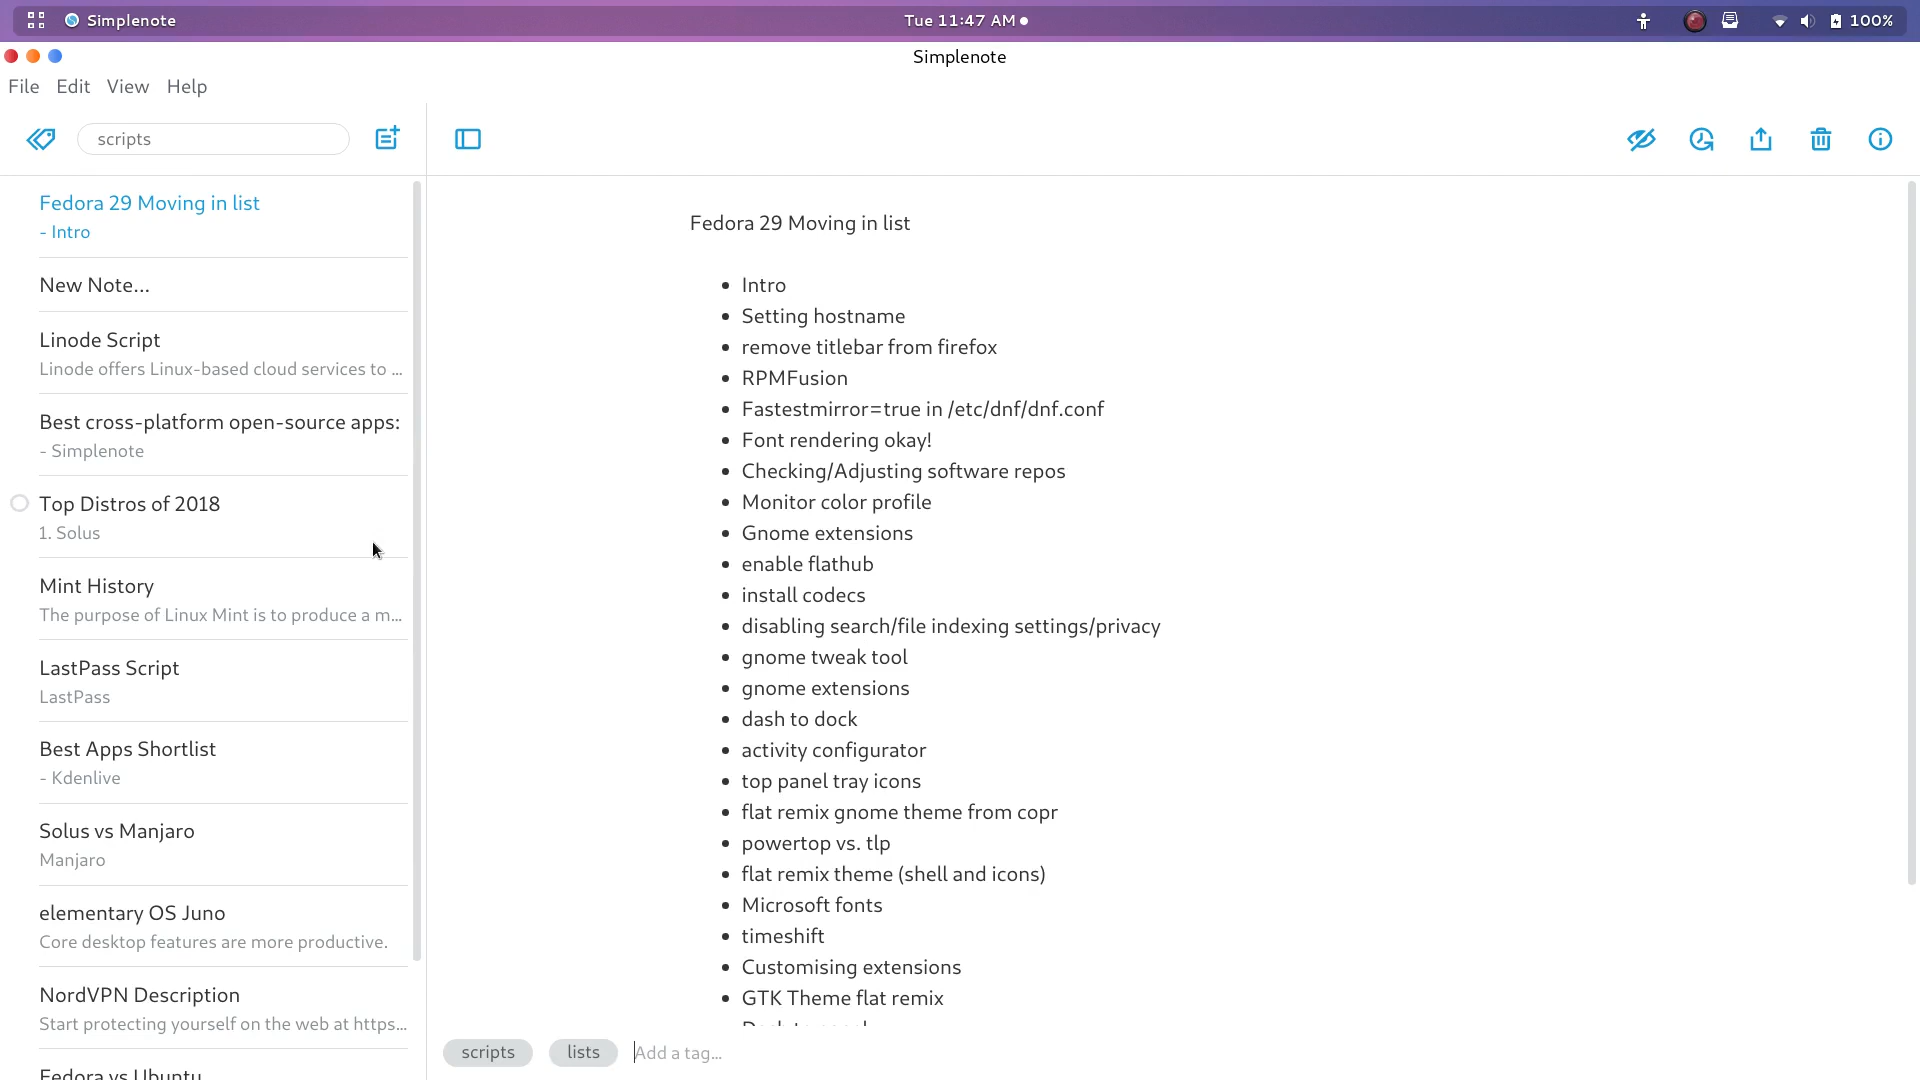 Simplenote
Tue 11:47 AM
100%
Simplenote
File Edit View Help
scripts
Fedora 29 Moving in list
- Intro
New Note...
Linode Script
Linode offers Linux-based cloud services to ...
Best cross-platform open-source apps:
- Simplenote
Top Distros of 2018
1. Solus
Mint History
The purpose of Linux Mint is to produce a m...
LastPass Script
LastPass
Best Apps Shortlist
- Kdenlive
Solus vs Manjaro
Manjaro
elementary OS Juno
Core desktop features are more productive.
NordVPN Description
Start protecting yourself on the web at https...
Fedora vs Ubuntu
Fedora 29 Moving in list
• Intro
• Setting hostname
• remove titlebar from firefox
• RPMFusion
• Fastestmirror=true in /etc/dnf/dnf.conf
• Font rendering okay!
• Checking/Adjusting software repos
• Monitor color profile
• Gnome extensions
• enable flathub
• install codecs
• disabling search/file indexing settings/privacy
• gnome tweak tool
• gnome extensions
• dash to dock
• activity configurator
• top panel tray icons
• flat remix gnome theme from copr
• powertop vs. tlp
• flat remix theme (shell and icons)
• Microsoft fonts
• timeshift
• Customising extensions
• GTK Theme flat remix
• Dash to panel
scripts lists Add a tag...